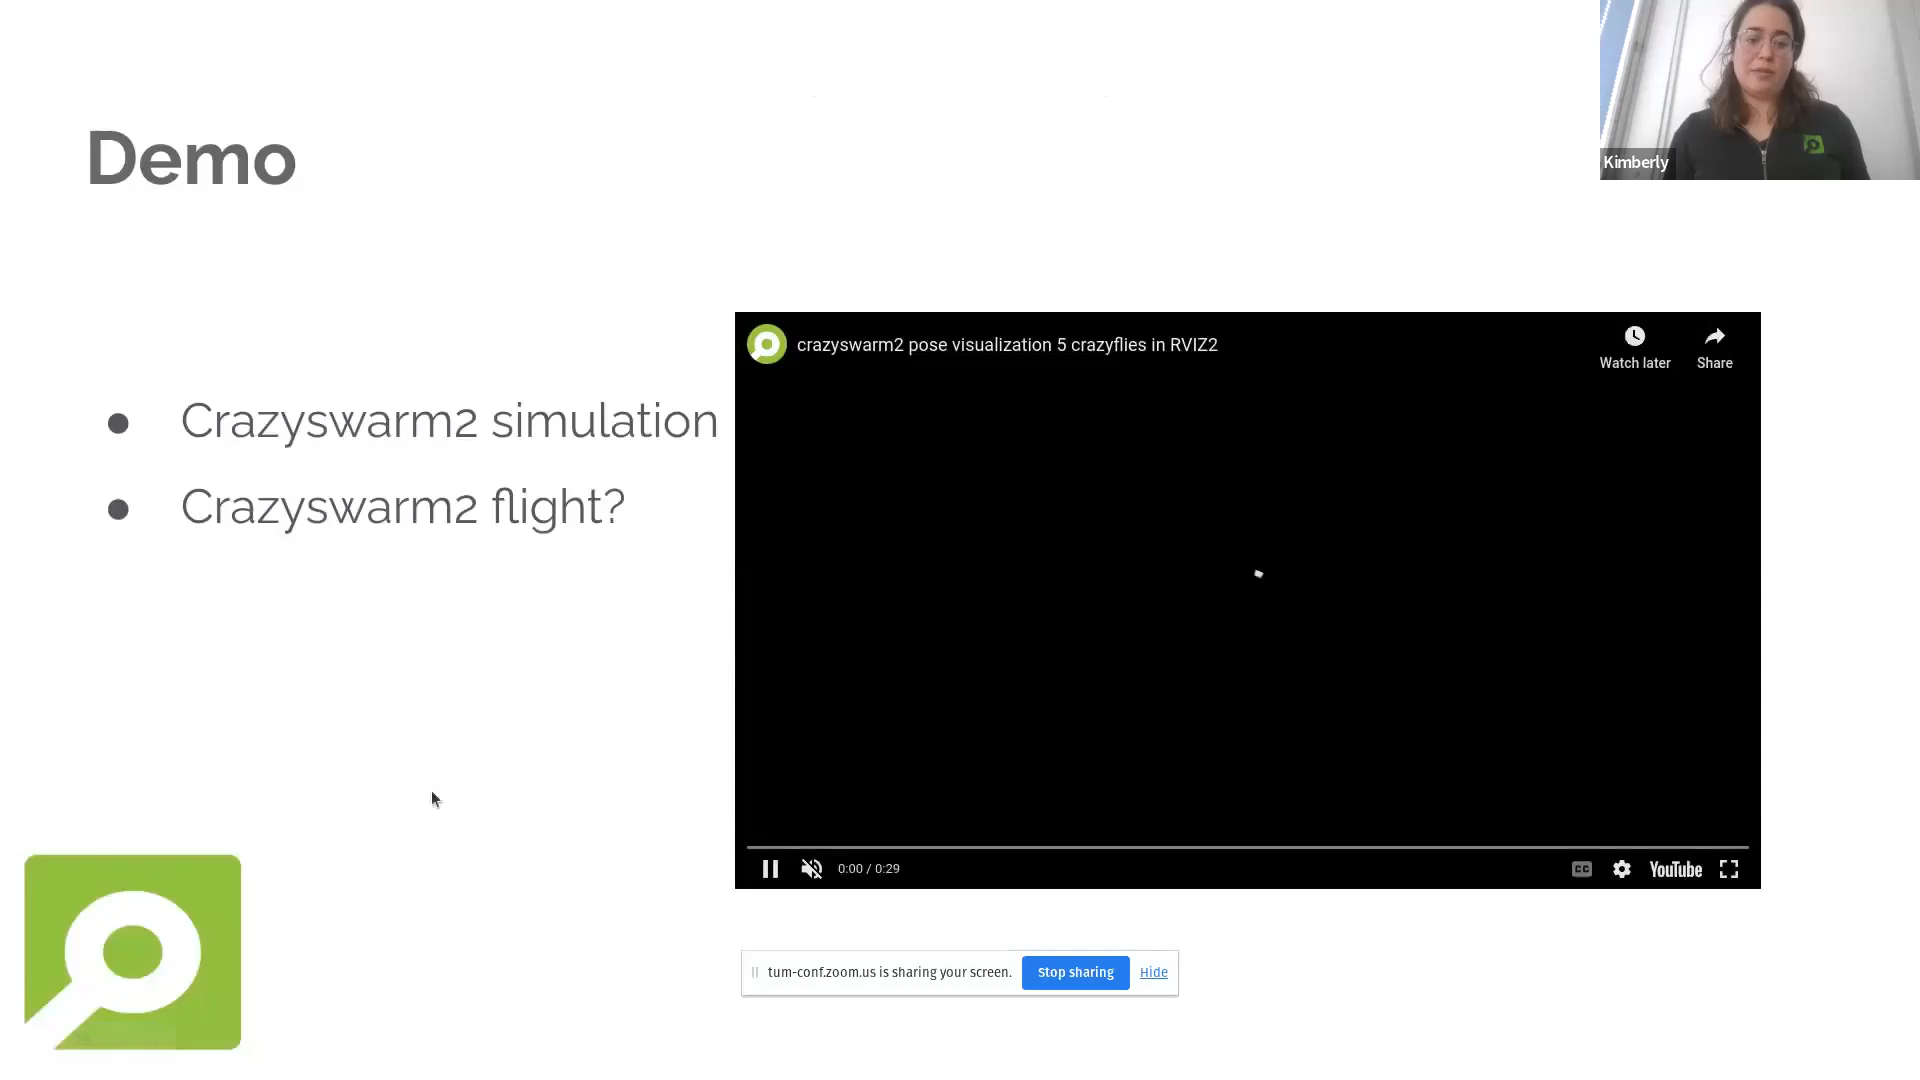 Demo
Kimberly
crazyswarm2 pose visualization 5 crazyflies in RVIZ2
Watch later
Share
● Crazyswarm2 simulation
● Crazyswarm2 flight?
0:00 / 0:29
CC
YouTube
tum-conf.zoom.us is sharing your screen.
Stop sharing
Hide